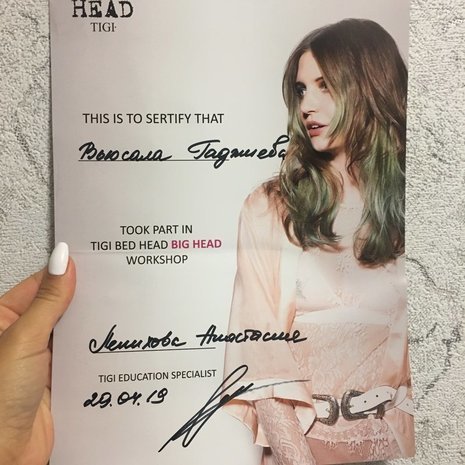 HEAD
TIGI
THIS IS TO SERTIFY THAT
Вьюсала Гаджиева
TOOK PART IN
TIGI BED HEAD BIG HEAD
WORKSHOP
Анастасия
TIGI EDUCATION SPECIALIST
29.04.19